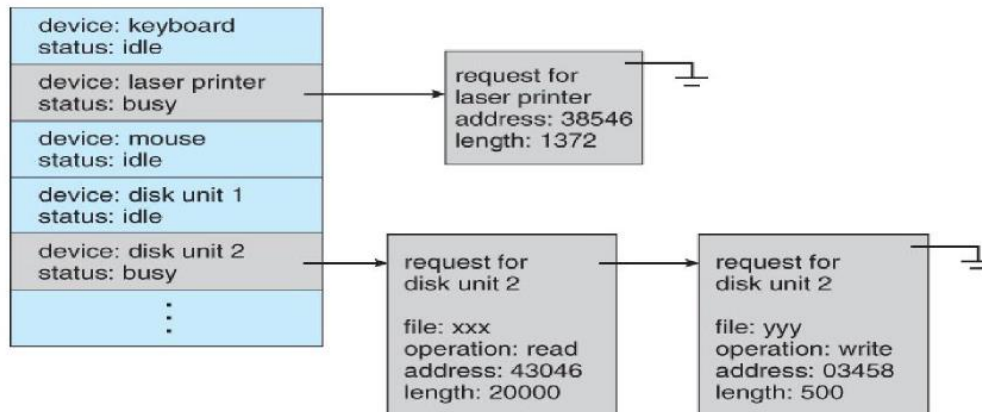 device: keyboard
status: idle
device: laser printer
status: busy
device: mouse
status: idle
device: disk unit 1
status: idle
device: disk unit 2
status: busy
request for
laser printer
address: 38546
length: 1372
request for
disk unit 2
file: xxx
operation: read
address: 43046
length: 20000
request for
disk unit 2
file: yyy
operation: write
address: 03458
length: 500